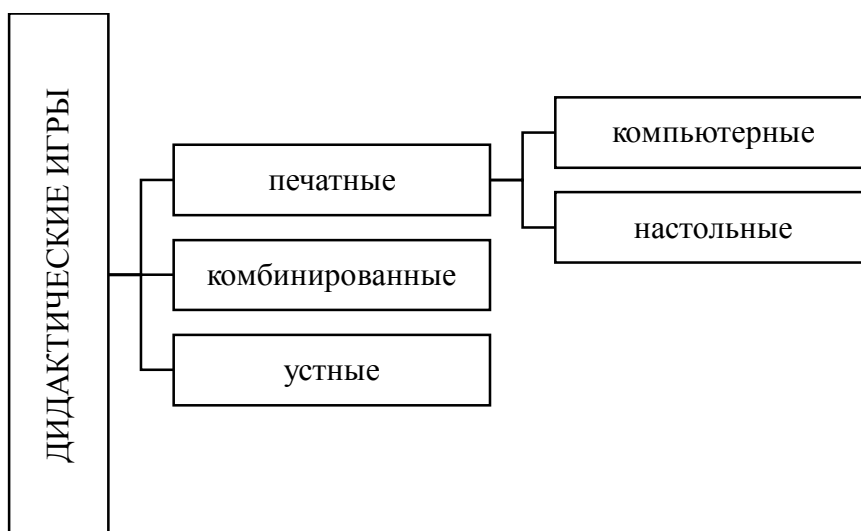 ДИДАКТИЧЕСКИЕ ИГРЫ
печатные
комбинированные
устные
компьютерные
настольные